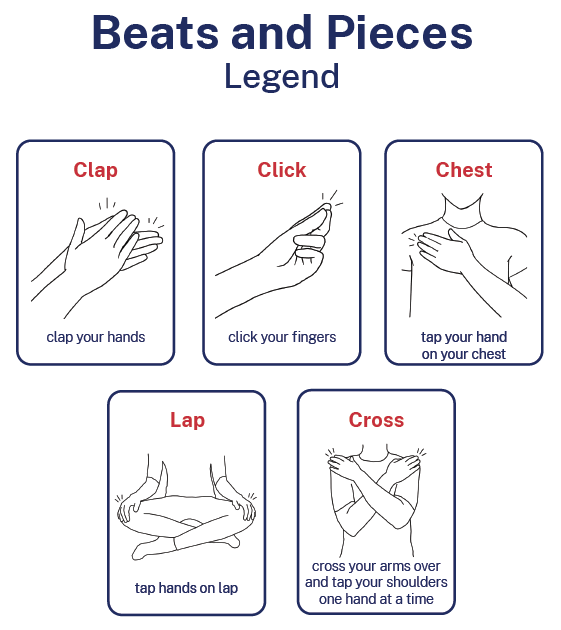 Beats and Pieces
Legend
Clap
clap your hands
Click
click your fingers
Chest
tap your hand
on your chest
Lap
tap hands on lap
Cross
cross your arms over
and tap your shoulders
one hand at a time